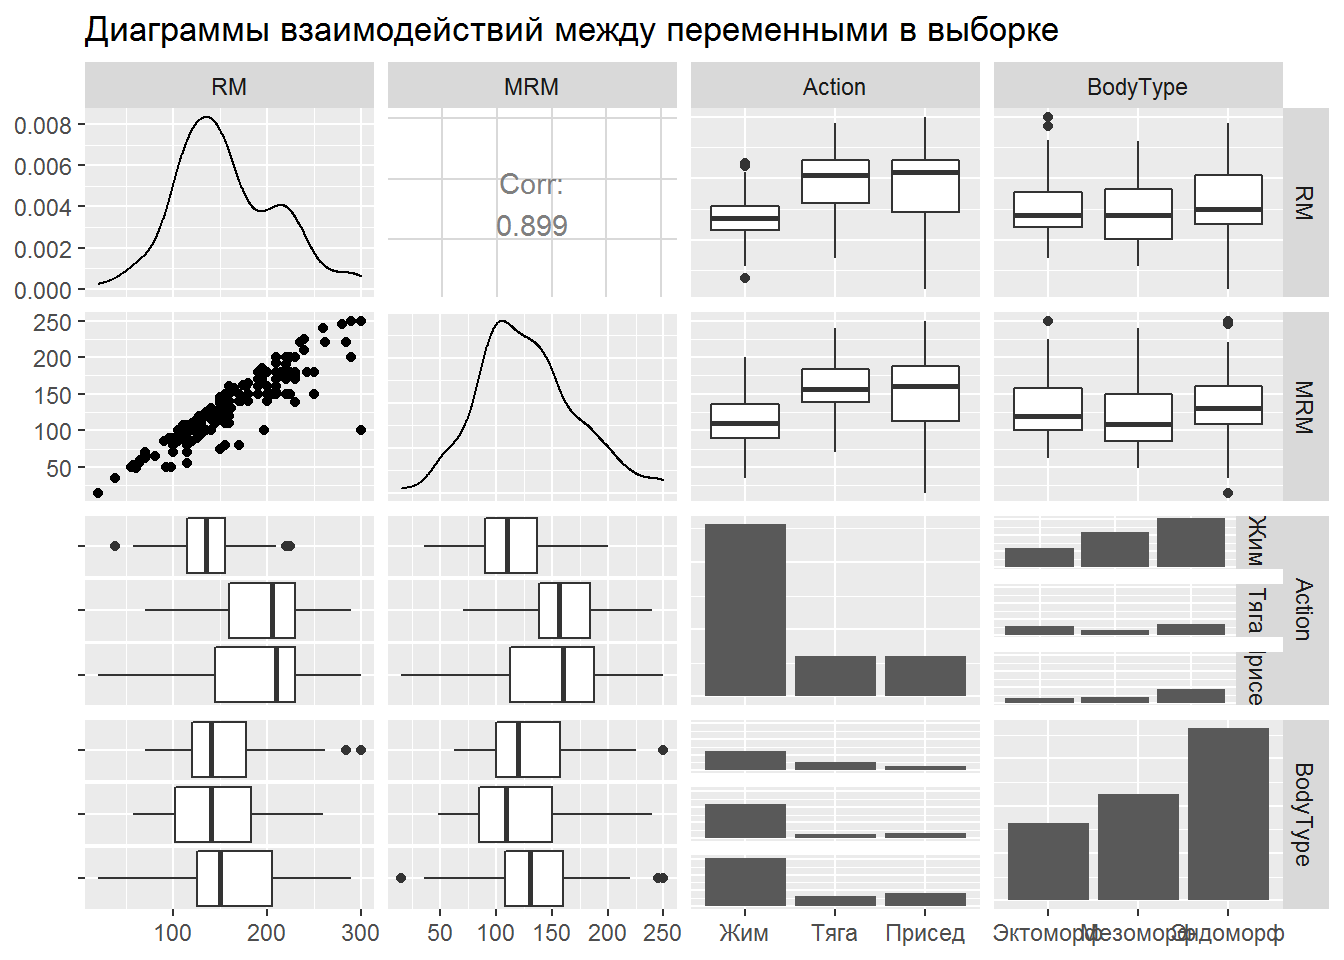 Диаграммы взаимодействий между переменными в выборке
RM MRM Action BodyType
0.008
0.006
0.004
0.002
0.000
Corr:
0.899
RM
250
200
150
100
50
MRM
Жим
Тяга
Присе
Action
BodyType
100 200 300 50 100 150 200 250 Жим Тяга Присед Эктоморф Мезоморф Эндоморф